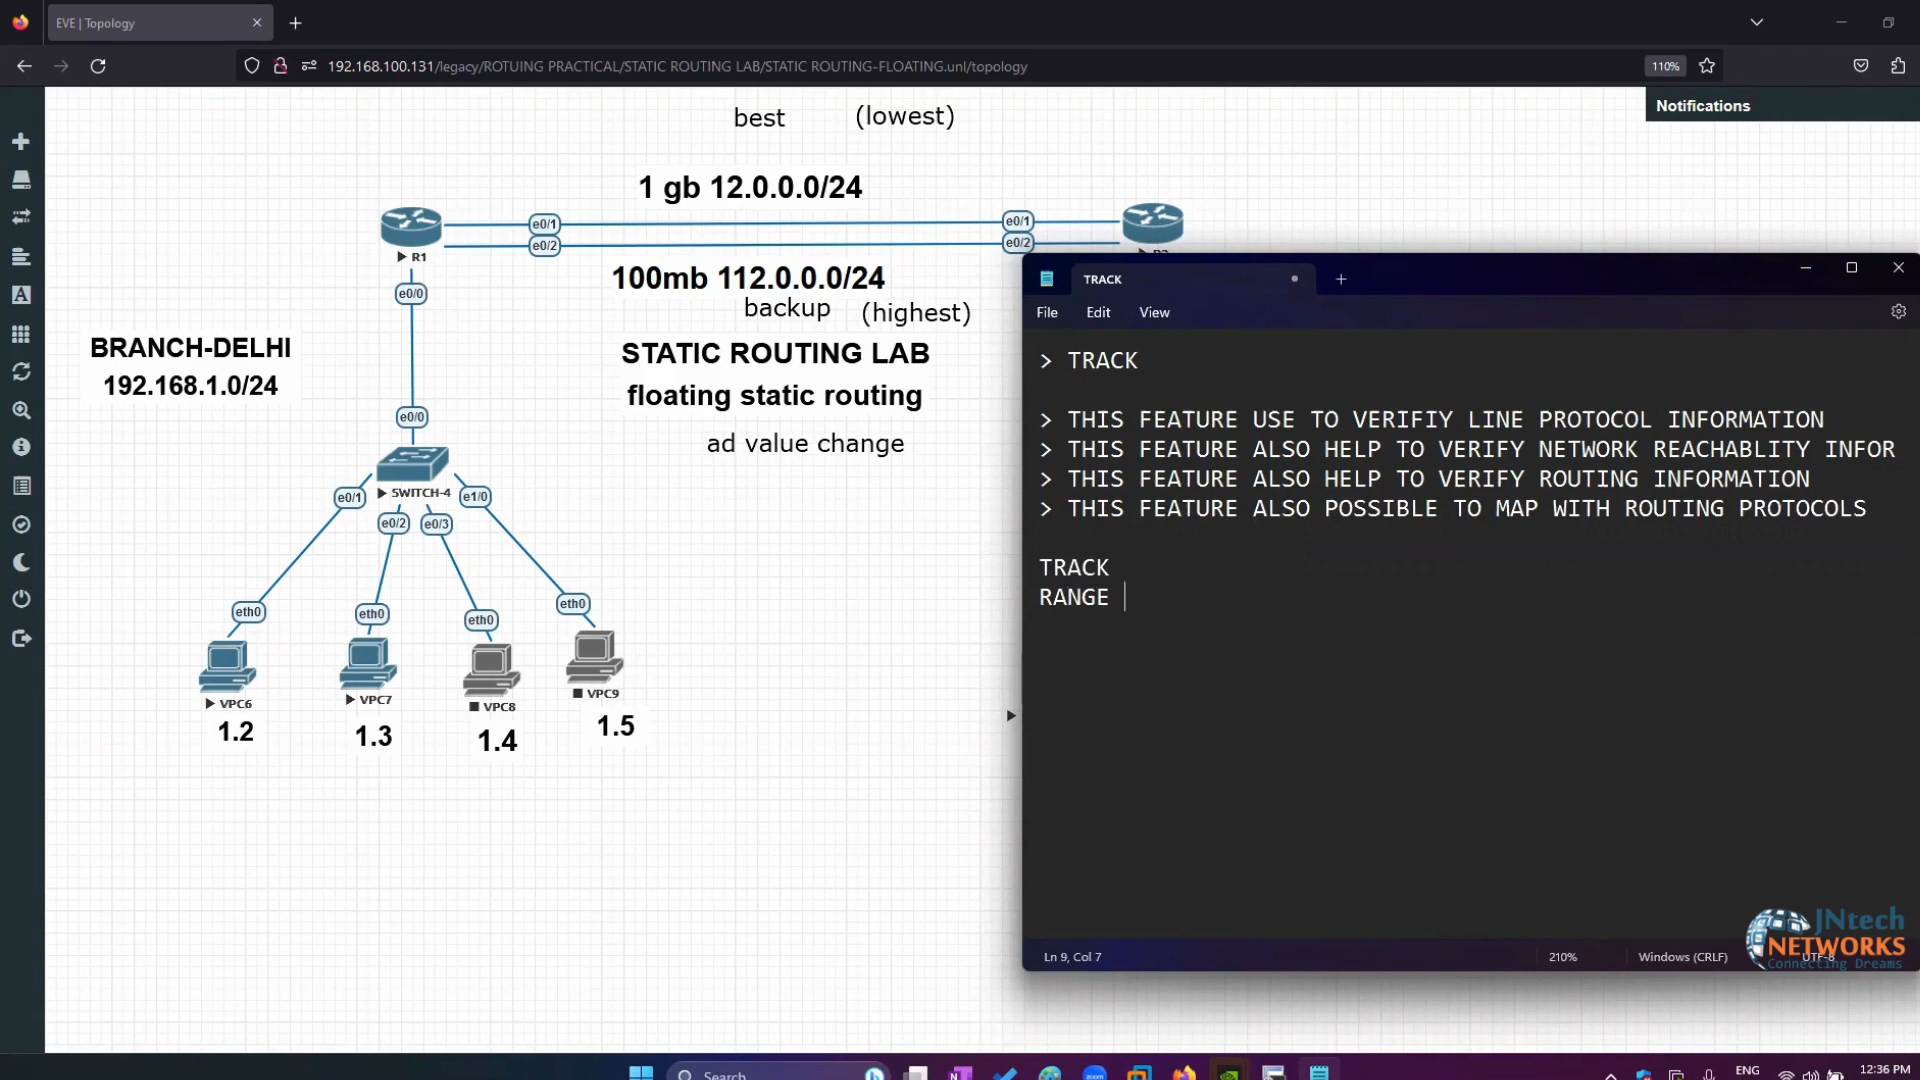 EVE | Topology
192.168.100.131/legacy/ROTUING PRACTICAL/STATIC ROUTING LAB/STATIC ROUTING-FLOATING.unl/topology
110%
Notifications
best (lowest)
1 gb 12.0.0.0/24
e0/1 e0/1
e0/2 e0/2
R1
100mb 112.0.0.0/24
backup (highest)
e0/0
BRANCH-DELHI
192.168.1.0/24
STATIC ROUTING LAB
floating static routing
ad value change
e0/0
SWITCH-4
e0/1 e1/0
e0/2 e0/3
eth0 eth0 eth0 eth0
VPC6 VPC7 VPC8 VPC9
1.2 1.3 1.4 1.5
TRACK
File Edit View
> TRACK
> THIS FEATURE USE TO VERIFIY LINE PROTOCOL INFORMATION
> THIS FEATURE ALSO HELP TO VERIFY NETWORK REACHABLITY INFOR
> THIS FEATURE ALSO HELP TO VERIFY ROUTING INFORMATION
> THIS FEATURE ALSO POSSIBLE TO MAP WITH ROUTING PROTOCOLS
TRACK
RANGE
JNtech
NETWORKS
Connecting Dreams
Ln 9, Col 7 210% Windows (CRLF) UTF-8
Search
zoom
ENG
12:36 PM